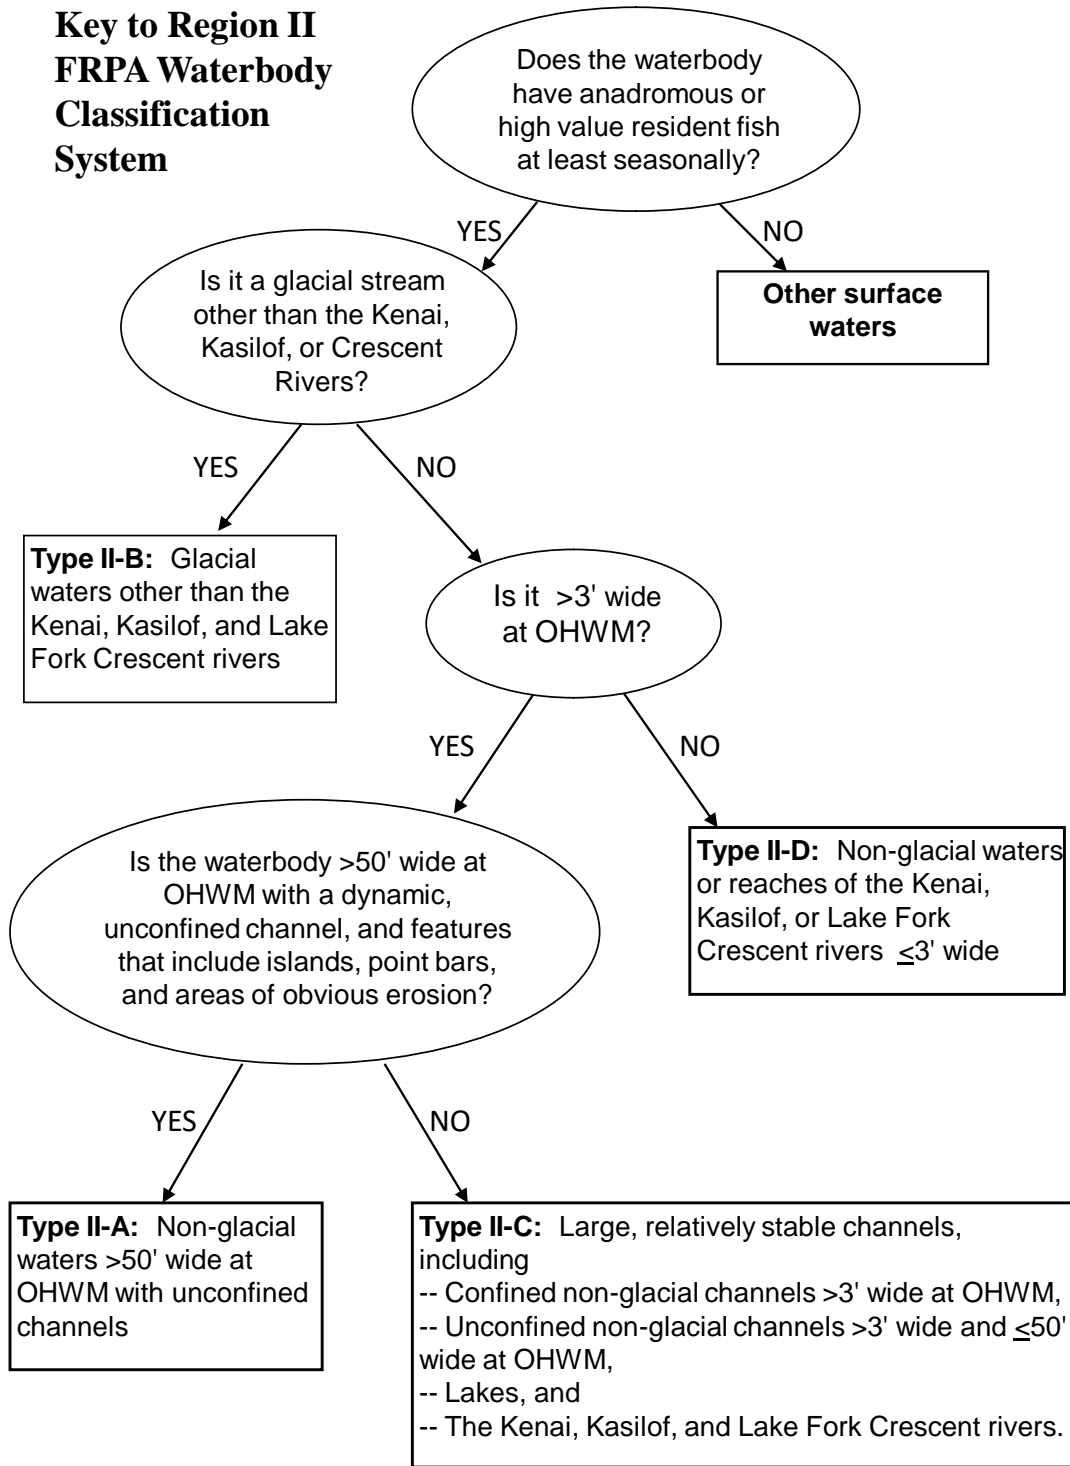 Key to Region II
FRPA Waterbody
Classification
System
Does the waterbody
have anadromous or
high value resident fish
at least seasonally?
YES
NO
Is it a glacial stream
other than the Kenai,
Kasilof, or Crescent
Rivers?
Other surface
waters
YES
NO
Type II-B: Glacial
waters other than the
Kenai, Kasilof, and Lake
Fork Crescent rivers
Is it >3' wide
at OHWM?
YES
NO
Is the waterbody >50' wide at
OHWM with a dynamic,
unconfined channel, and features
that include islands, point bars,
and areas of obvious erosion?
Type II-D: Non-glacial waters
or reaches of the Kenai,
Kasilof, or Lake Fork
Crescent rivers <3' wide
YES
NO
Type II-A: Non-glacial
waters >50' wide at
OHWM with unconfined
channels
Type II-C: Large, relatively stable channels,
including
-- Confined non-glacial channels >3' wide at OHWM,
-- Unconfined non-glacial channels >3' wide and <50'
wide at OHWM,
-- Lakes, and
-- The Kenai, Kasilof, and Lake Fork Crescent rivers.